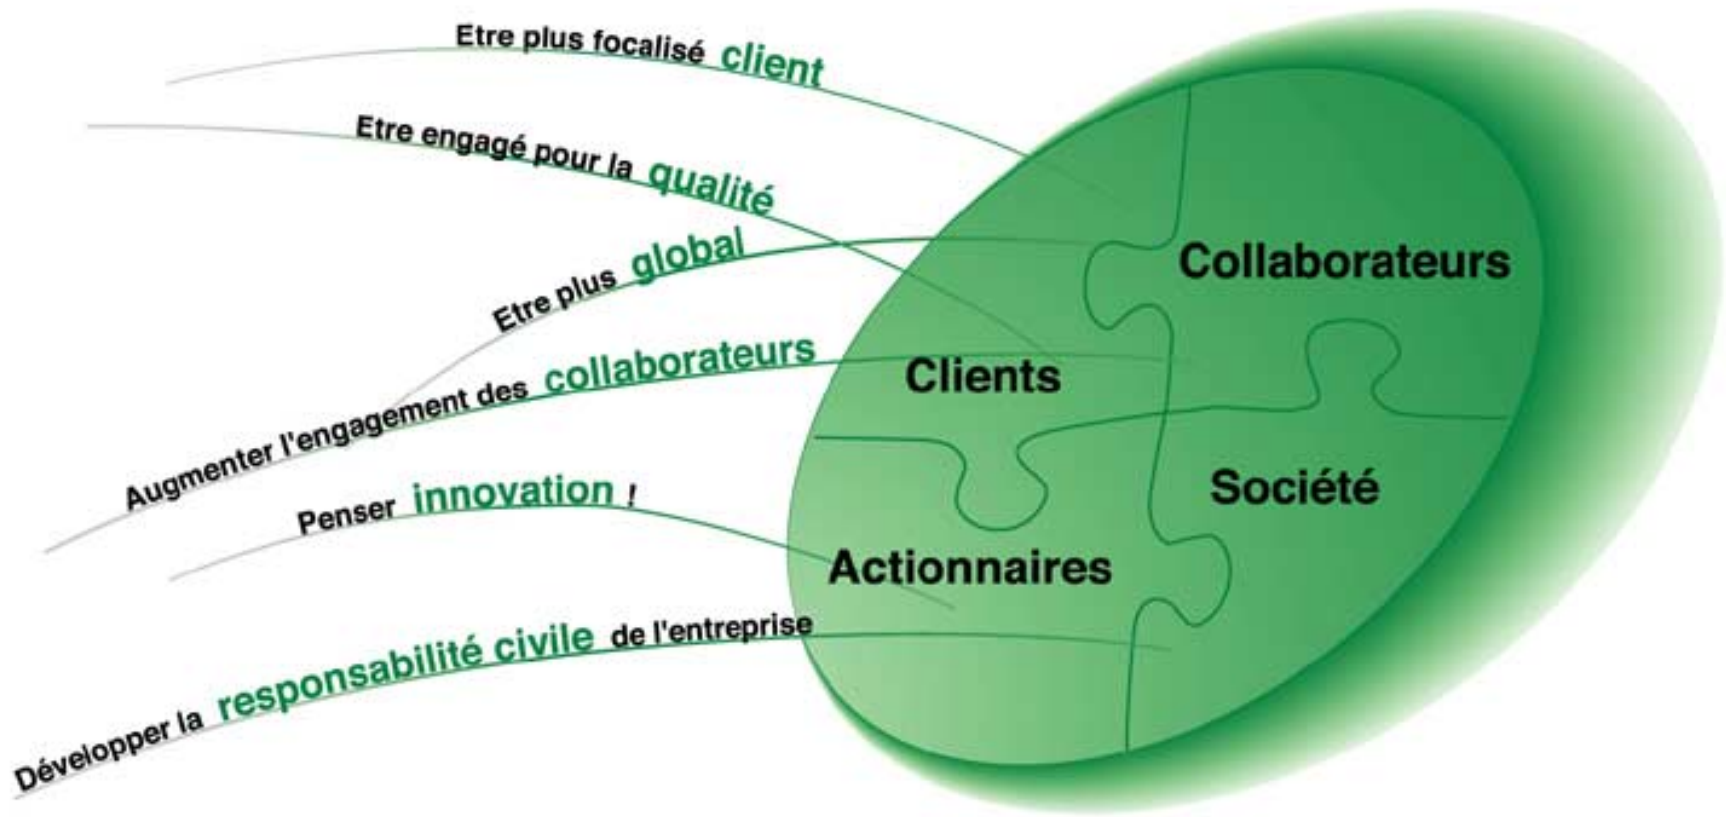 Etre plus focalisé client
Etre engagé pour la qualité
Etre plus global
Augmenter l'engagement des collaborateurs
Penser innovation !
Développer la responsabilité civile de l'entreprise
Collaborateurs
Clients
Société
Actionnaires